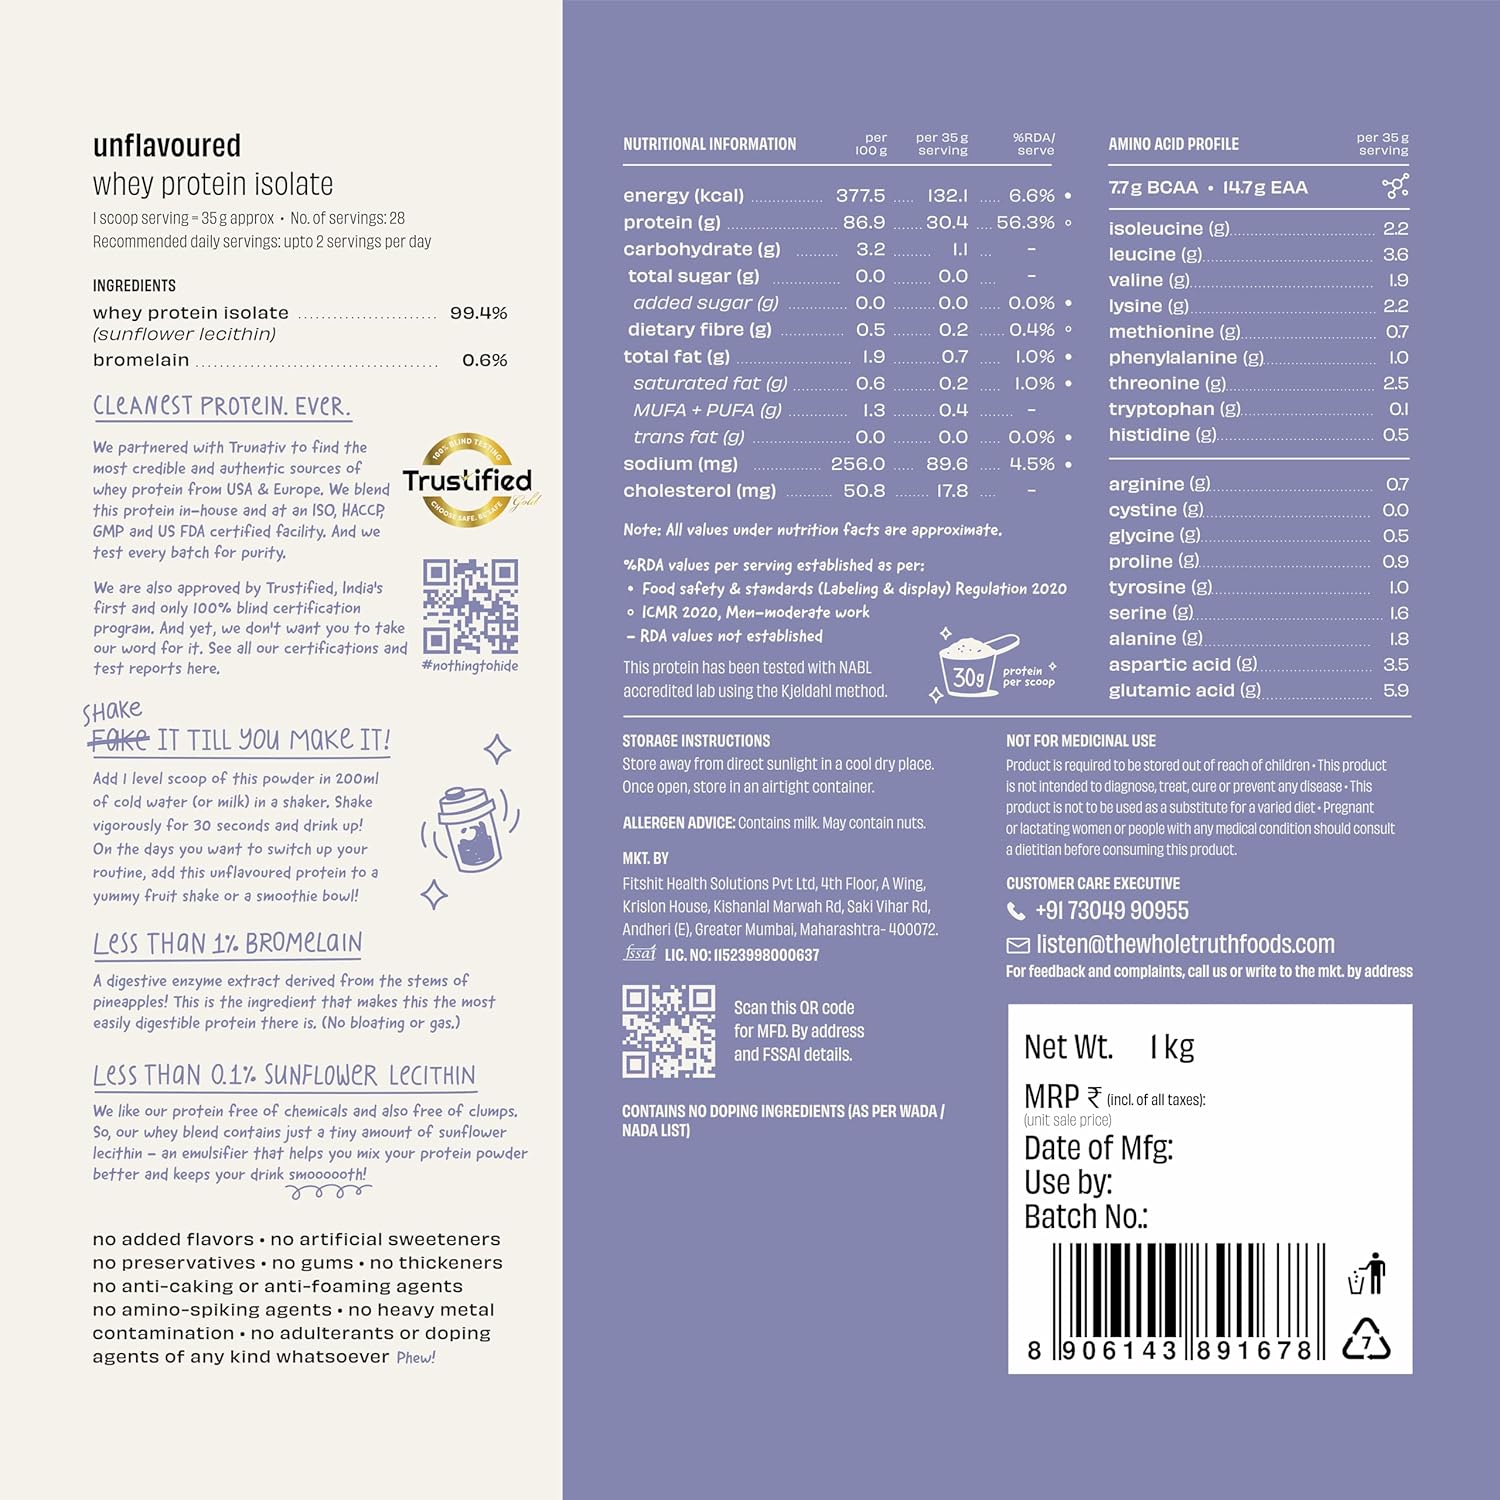 unflavoured
whey protein isolate
1 scoop serving = 35 g approx • No. of servings: 28
Recommended daily servings: upto 2 servings per day
INGREDIENTS
whey protein isolate 99.4%
(sunflower lecithin)
bromelain 0.6%
CLEANEST PROTEIN. EVER.
We partnered with Trunativ to find the
most credible and authentic sources of
whey protein from USA & Europe. We blend
this protein in-house and at an ISO, HACCP,
GMP and US FDA certified facility. And we
test every batch for purity.
100% BLIND TESTING
Trustified
Gold
CHOOSE SAFE. BE SAFE
We are also approved by Trustified, India's
first and only 100% blind certification
program. And yet, we don't want you to take
our word for it. See all our certifications and
test reports here.
#nothingtohide
SHAKE
FAKE IT TILL YOU MAKE IT!
Add 1 level scoop of this powder in 200ml
of cold water (or milk) in a shaker. Shake
vigorously for 30 seconds and drink up!
On the days you want to switch up your
routine, add this unflavoured protein to a
yummy fruit shake or a smoothie bowl!
LESS THAN 1% BROMELAIN
A digestive enzyme extract derived from the stems of
pineapples! This is the ingredient that makes this the most
easily digestible protein there is. (No bloating or gas.)
LESS THAN 0.1% SUNFLOWER LECITHIN
We like our protein free of chemicals and also free of clumps.
So, our whey blend contains just a tiny amount of sunflower
lecithin – an emulsifier that helps you mix your protein powder
better and keeps your drink smoooooth!
no added flavors • no artificial sweeteners
no preservatives • no gums • no thickeners
no anti-caking or anti-foaming agents
no amino-spiking agents • no heavy metal
contamination • no adulterants or doping
agents of any kind whatsoever Phew!
NUTRITIONAL INFORMATION per 100 g per 35 g serving %RDA/ serve
energy (kcal) 377.5 132.1 6.6% •
protein (g) 86.9 30.4 56.3% ◦
carbohydrate (g) 3.2 1.1 –
total sugar (g) 0.0 0.0 –
added sugar (g) 0.0 0.0 0.0% •
dietary fibre (g) 0.5 0.2 0.4% ◦
total fat (g) 1.9 0.7 1.0% •
saturated fat (g) 0.6 0.2 1.0% •
MUFA + PUFA (g) 1.3 0.4 –
trans fat (g) 0.0 0.0 0.0% •
sodium (mg) 256.0 89.6 4.5% •
cholesterol (mg) 50.8 17.8 –
Note: All values under nutrition facts are approximate.
%RDA values per serving established as per:
• Food safety & standards (Labeling & display) Regulation 2020
◦ ICMR 2020, Men-moderate work
– RDA values not established
This protein has been tested with NABL
accredited lab using the Kjeldahl method.
30g
protein
per scoop
AMINO ACID PROFILE per 35 g serving
7.7g BCAA • 14.7g EAA
isoleucine (g) 2.2
leucine (g) 3.6
valine (g) 1.9
lysine (g) 2.2
methionine (g) 0.7
phenylalanine (g) 1.0
threonine (g) 2.5
tryptophan (g) 0.1
histidine (g) 0.5
arginine (g) 0.7
cystine (g) 0.0
glycine (g) 0.5
proline (g) 0.9
tyrosine (g) 1.0
serine (g) 1.6
alanine (g) 1.8
aspartic acid (g) 3.5
glutamic acid (g) 5.9
STORAGE INSTRUCTIONS
Store away from direct sunlight in a cool dry place.
Once open, store in an airtight container.
ALLERGEN ADVICE: Contains milk. May contain nuts.
MKT. BY
Fitshit Health Solutions Pvt Ltd, 4th Floor, A Wing,
Krislon House, Kishanlal Marwah Rd, Saki Vihar Rd,
Andheri (E), Greater Mumbai, Maharashtra- 400072.
fssai LIC. NO: 11523998000637
Scan this QR code
for MFD. By address
and FSSAI details.
CONTAINS NO DOPING INGREDIENTS (AS PER WADA /
NADA LIST)
NOT FOR MEDICINAL USE
Product is required to be stored out of reach of children • This product
is not intended to diagnose, treat, cure or prevent any disease • This
product is not to be used as a substitute for a varied diet • Pregnant
or lactating women or people with any medical condition should consult
a dietitian before consuming this product.
CUSTOMER CARE EXECUTIVE
+91 73049 90955
listen@thewholetruthfoods.com
For feedback and complaints, call us or write to the mkt. by address
Net Wt. 1 kg
MRP ₹ (incl. of all taxes):
(unit sale price)
Date of Mfg:
Use by:
Batch No.:
8 906143 891678
7